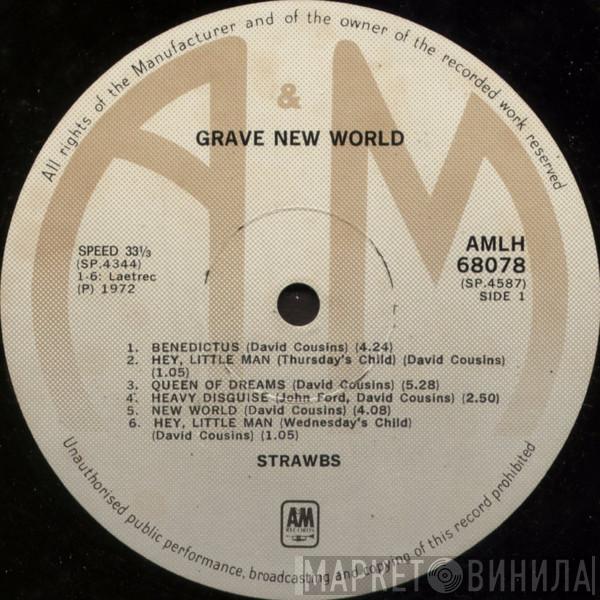 All rights of the Manufacturer and of the owner of the recorded work reserved
A & M
GRAVE NEW WORLD
SPEED 33⅓
(SP.4344)
1-6: Laetrec
(P) 1972
AMLH
68078
(SP.4587)
SIDE 1
1. BENEDICTUS (David Cousins) (4.24)
2. HEY, LITTLE MAN (Thursday's Child) (David Cousins)
(1.05)
3. QUEEN OF DREAMS (David Cousins) (5.28)
4. HEAVY DISGUISE (John Ford, David Cousins) (2.50)
5. NEW WORLD (David Cousins) (4.08)
6. HEY, LITTLE MAN (Wednesday's Child)
(David Cousins) (1.05)
STRAWBS
AM
RECORDS
Unauthorised public performance, broadcasting and copying of this record prohibited
МАРКЕТ ВИНИЛА